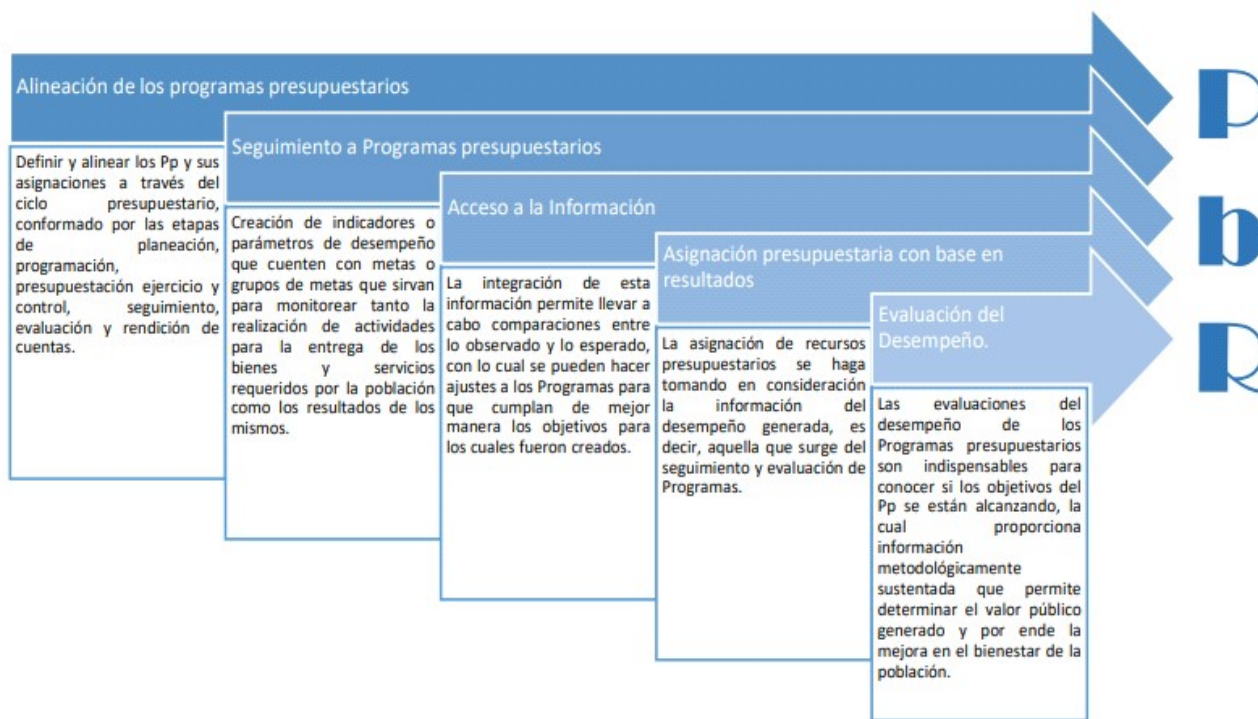 Alineación de los programas presupuestarios
Definir y alinear los Pp y sus
asignaciones a través del
ciclo presupuestario,
conformado por las etapas
de planeación,
programación,
presupuestación ejercicio y
control, seguimiento,
evaluación y rendición de
cuentas.
Seguimiento a Programas presupuestarios
Creación de indicadores o
parámetros de desempeño
que cuenten con metas o
grupos de metas que sirvan
para monitorear tanto la
realización de actividades
para la entrega de los
bienes y servicios
requeridos por la población
como los resultados de los
mismos.
Acceso a la Información
La integración de esta
información permite llevar a
cabo comparaciones entre
lo observado y lo esperado,
con lo cual se pueden hacer
ajustes a los Programas para
que cumplan de mejor
manera los objetivos para
los cuales fueron creados.
Asignación presupuestaria con base en
resultados
La asignación de recursos
presupuestarios se haga
tomando en consideración
la información del
desempeño generada, es
decir, aquella que surge del
seguimiento y evaluación de
Programas.
Evaluación del
Desempeño.
Las evaluaciones del
desempeño de los
Programas presupuestarios
son indispensables para
conocer si los objetivos del
Pp se están alcanzando, la
cual proporciona
información
metodológicamente
sustentada que permite
determinar el valor público
generado y por ende la
mejora en el bienestar de la
población.
P
b
R